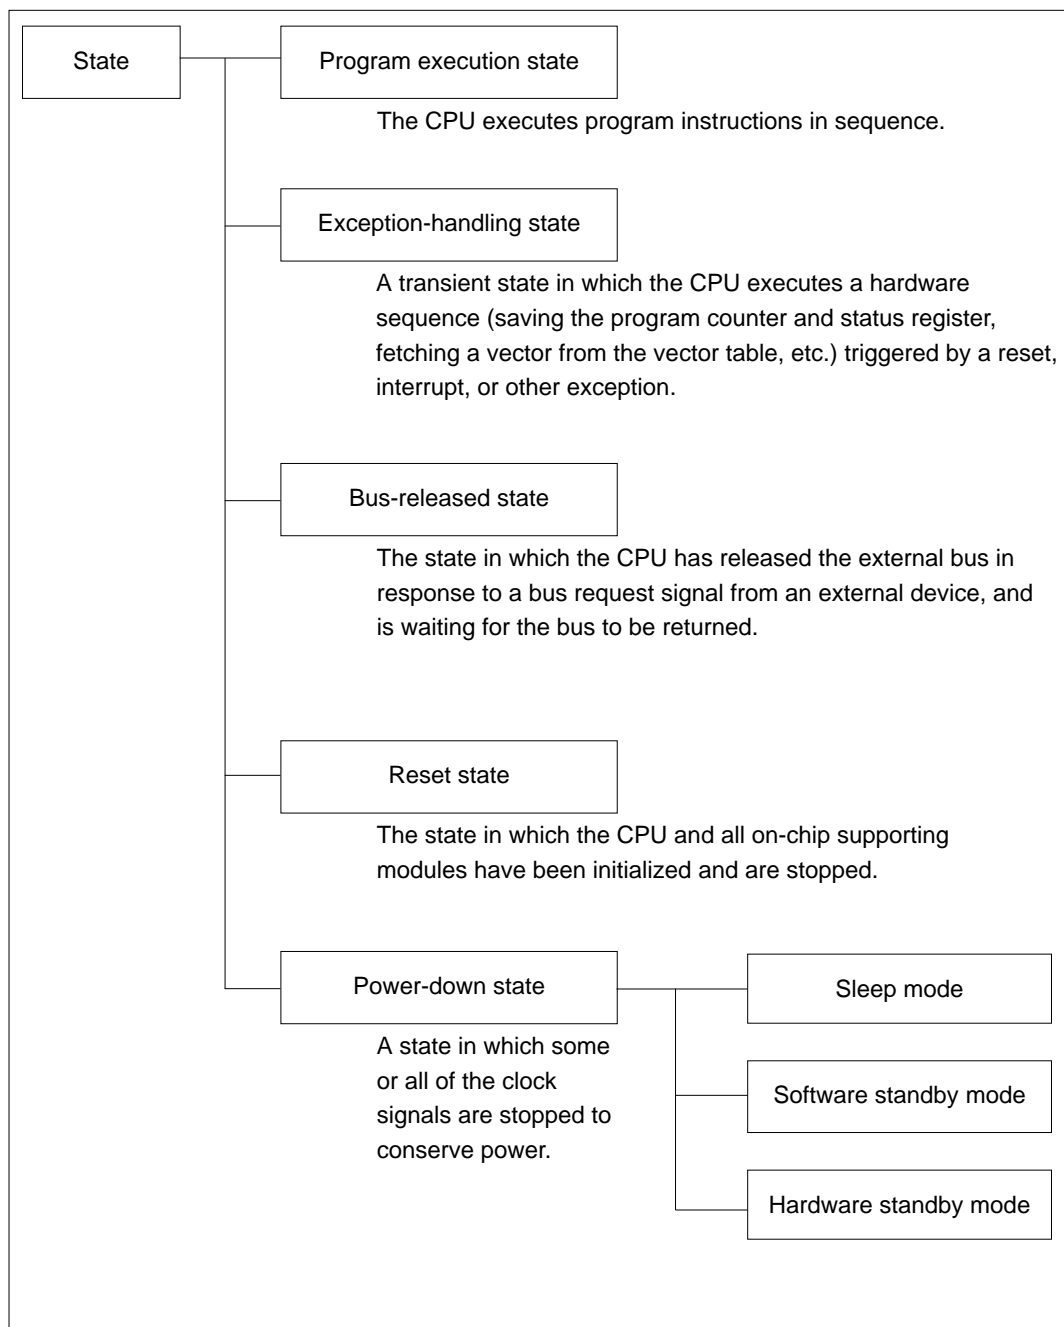 State
Program execution state
The CPU executes program instructions in sequence.
Exception-handling state
A transient state in which the CPU executes a hardware
sequence (saving the program counter and status register,
fetching a vector from the vector table, etc.) triggered by a reset,
interrupt, or other exception.
Bus-released state
The state in which the CPU has released the external bus in
response to a bus request signal from an external device, and
is waiting for the bus to be returned.
Reset state
The state in which the CPU and all on-chip supporting
modules have been initialized and are stopped.
Power-down state
A state in which some
or all of the clock
signals are stopped to
conserve power.
Sleep mode
Software standby mode
Hardware standby mode